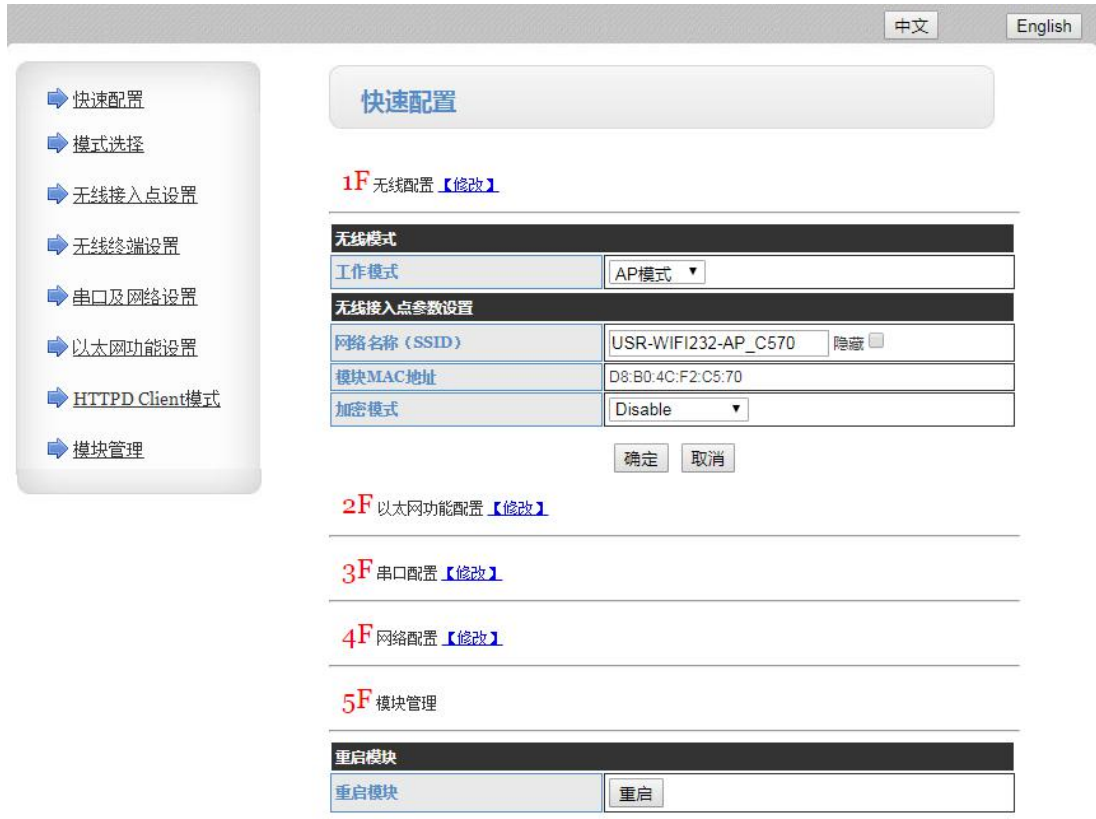 中文 English
快速配置
模式选择
无线接入点设置
无线终端设置
串口及网络设置
以太网功能设置
HTTPD Client模式
模块管理
快速配置
1F 无线配置【修改】
无线模式
工作模式 AP模式
无线接入点参数设置
网络名称（SSID） USR-WIFI232-AP_C570 隐藏
模块MAC地址 D8:B0:4C:F2:C5:70
加密模式 Disable
确定 取消
2F 以太网功能配置【修改】
3F 串口配置【修改】
4F 网络配置【修改】
5F 模块管理
重启模块
重启模块 重启